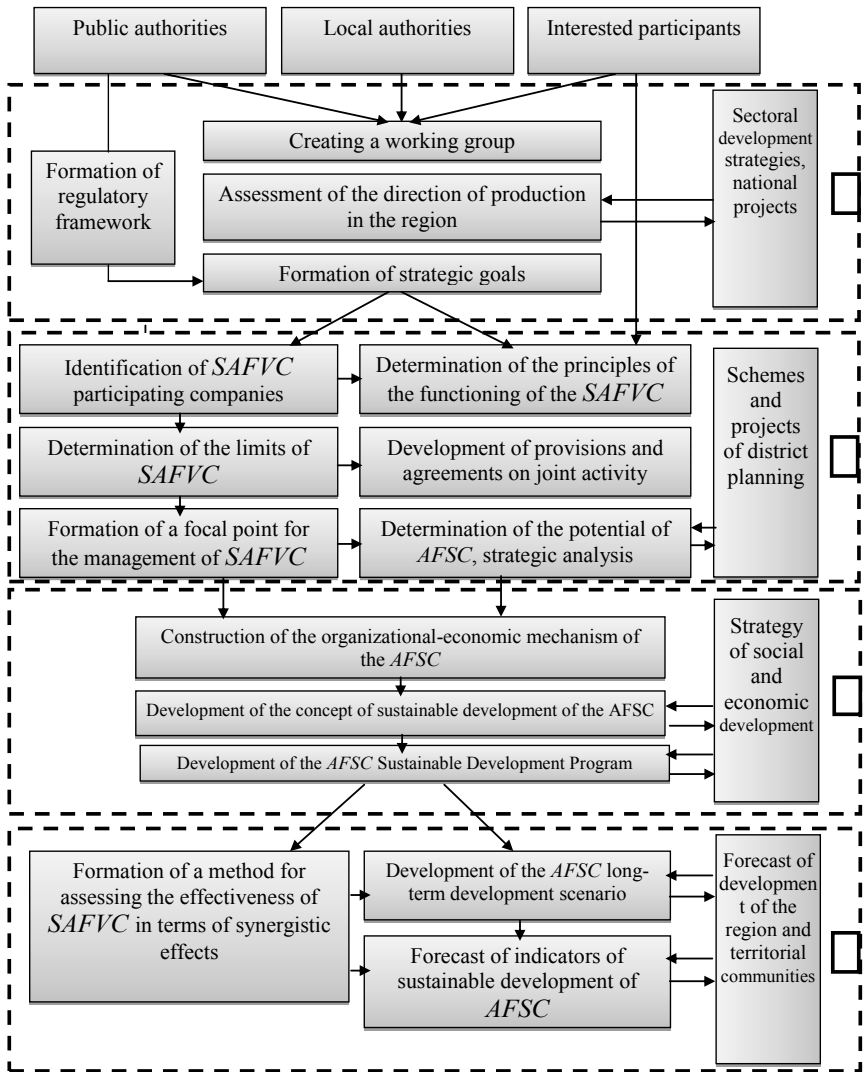 Public authorities
Local authorities
Interested participants
Creating a working group
Formation of
regulatory
framework
Assessment of the direction of production
in the region
Formation of strategic goals
Sectoral
development
strategies,
national
projects
Identification of SAFVC
participating companies
Determination of the principles of
the functioning of the SAFVC
Determination of the limits of
SAFVC
Development of provisions and
agreements on joint activity
Formation of a focal point for
the management of SAFVC
Determination of the potential of
AFSC, strategic analysis
Schemes
and
projects
of district
planning
Construction of the organizational-economic mechanism of
the AFSC
Development of the concept of sustainable development of the AFSC
Development of the AFSC Sustainable Development Program
Strategy
of social
and
economic
development
Formation of a method for
assessing the effectiveness of
SAFVC in terms of synergistic
effects
Development of the AFSC long-
term development scenario
Forecast of indicators of
sustainable development of
AFSC
Forecast of
developmen
t of the
region and
territorial
communities